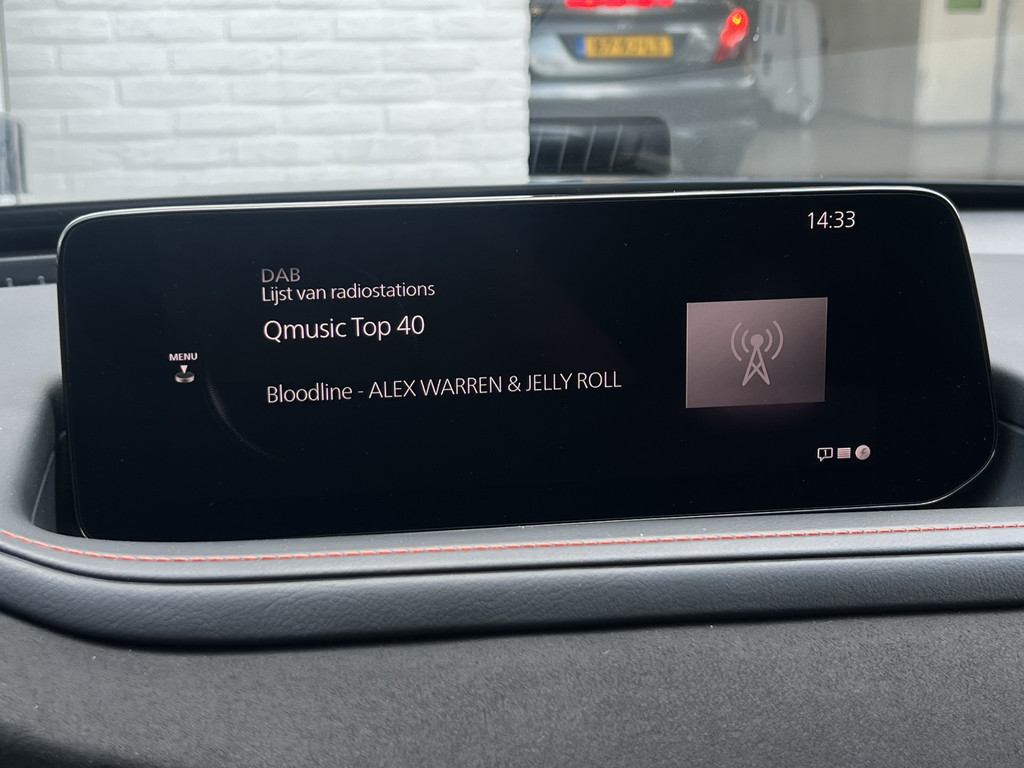 14:33
DAB
Lijst van radiostations
Qmusic Top 40
MENU
Bloodline - ALEX WARREN & JELLY ROLL